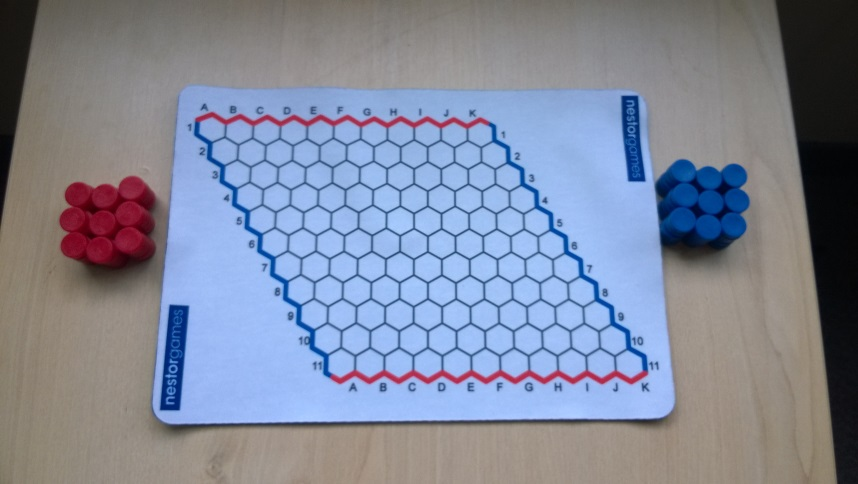 A B C D E F G H I J K
1 1
2 2
3 3
4 4
5 5
6 6
7 7
8 8
9 9
10 10
11 11
A B C D E F G H I J K
nestorgames
nestorgames